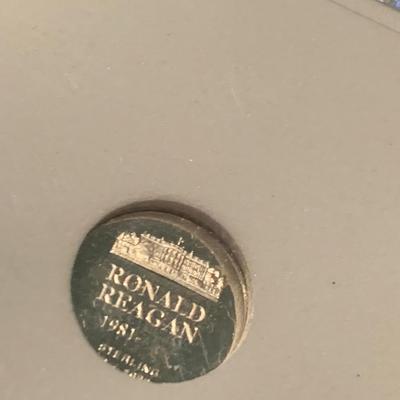 RONALD
REAGAN
1981-
STERLING